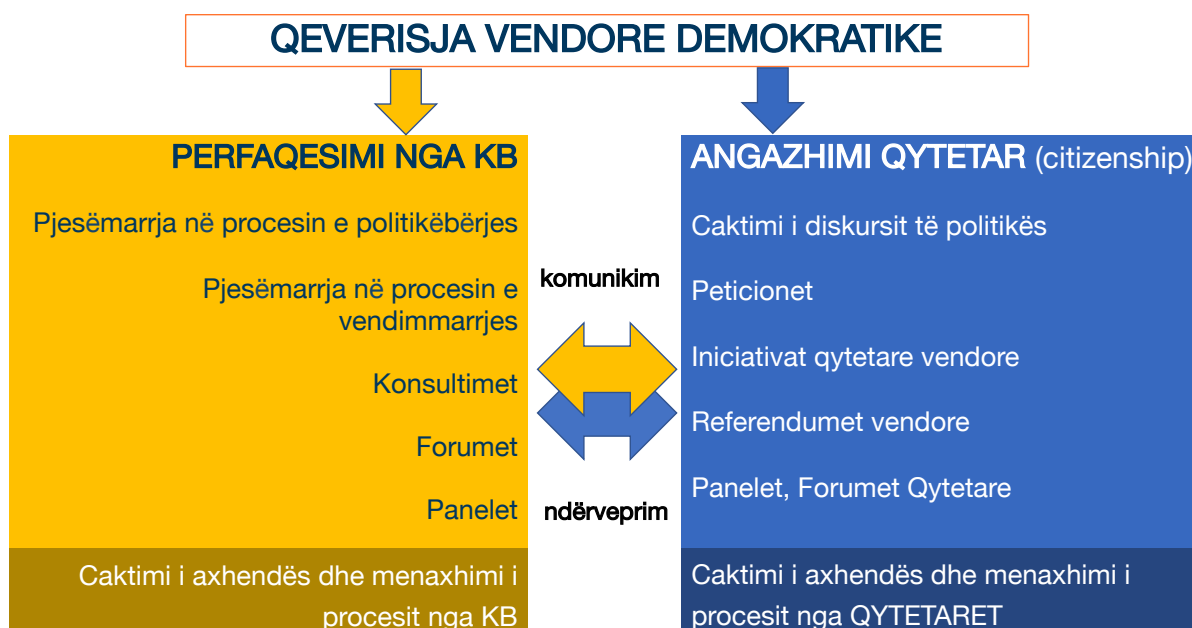 QEVERISJA VENDORE DEMOKRATIKE
PERFAQESIMI NGA KB
Pjesëmarrja në procesin e politikëbërjes
Pjesëmarrja në procesin e
vendimmarrjes
Konsultimet
Forumet
Panelet
Caktimi i axhendës dhe menaxhimi i
procesit nga KB
komunikim
ndërveprim
ANGAZHIMI QYTETAR (citizenship)
Caktimi i diskursit të politikës
Peticionet
Iniciativat qytetare vendore
Referendumet vendore
Panelet, Forumet Qytetare
Caktimi i axhendës dhe menaxhimi i
procesit nga QYTETARET